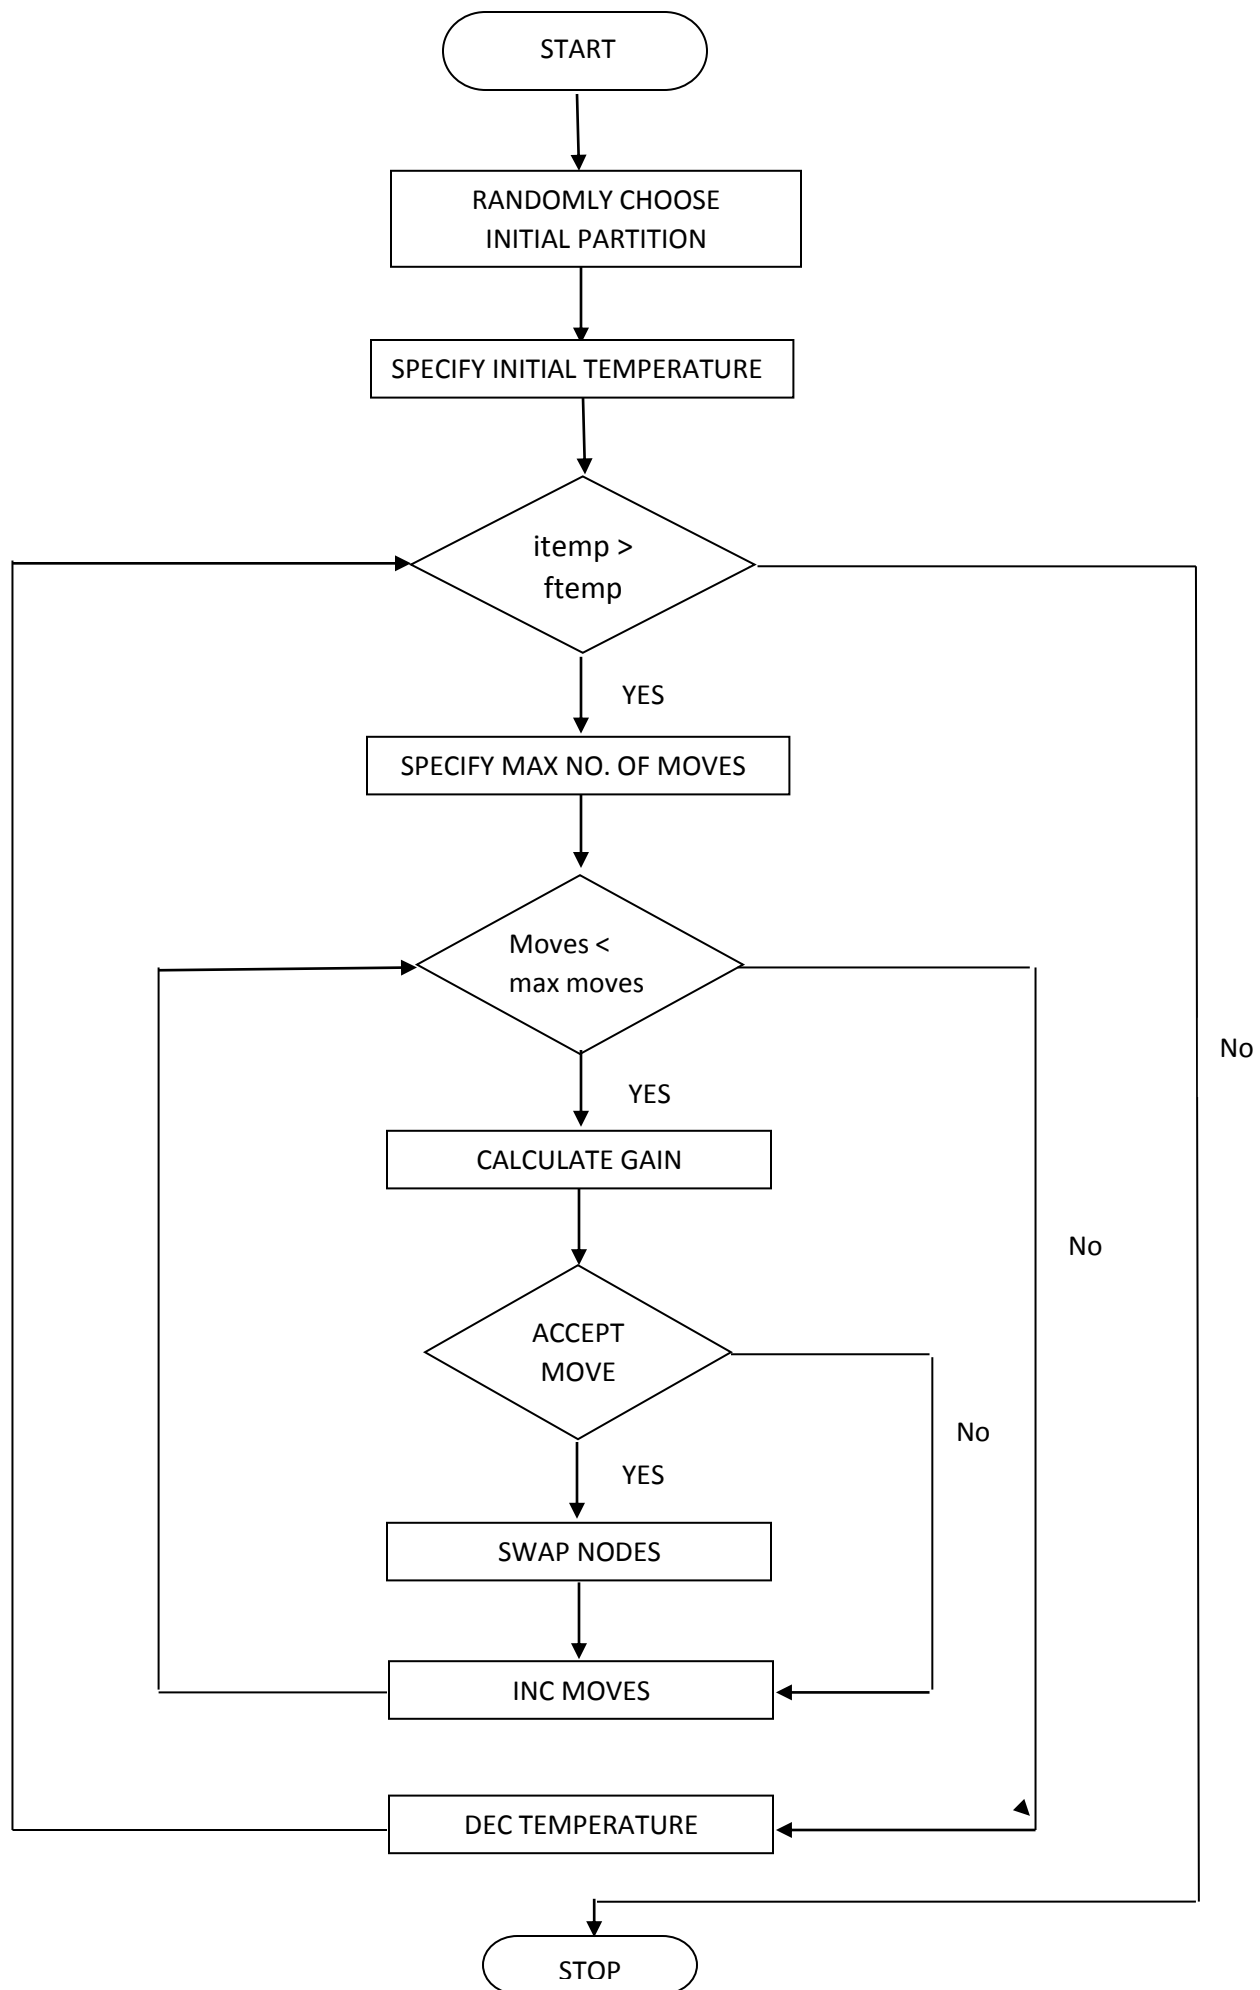 START
RANDOMLY CHOOSE
INITIAL PARTITION
SPECIFY INITIAL TEMPERATURE
itemp >
ftemp
YES
SPECIFY MAX NO. OF MOVES
Moves <
max moves
No
YES
CALCULATE GAIN
No
ACCEPT
MOVE
No
YES
SWAP NODES
INC MOVES
DEC TEMPERATURE
STOP